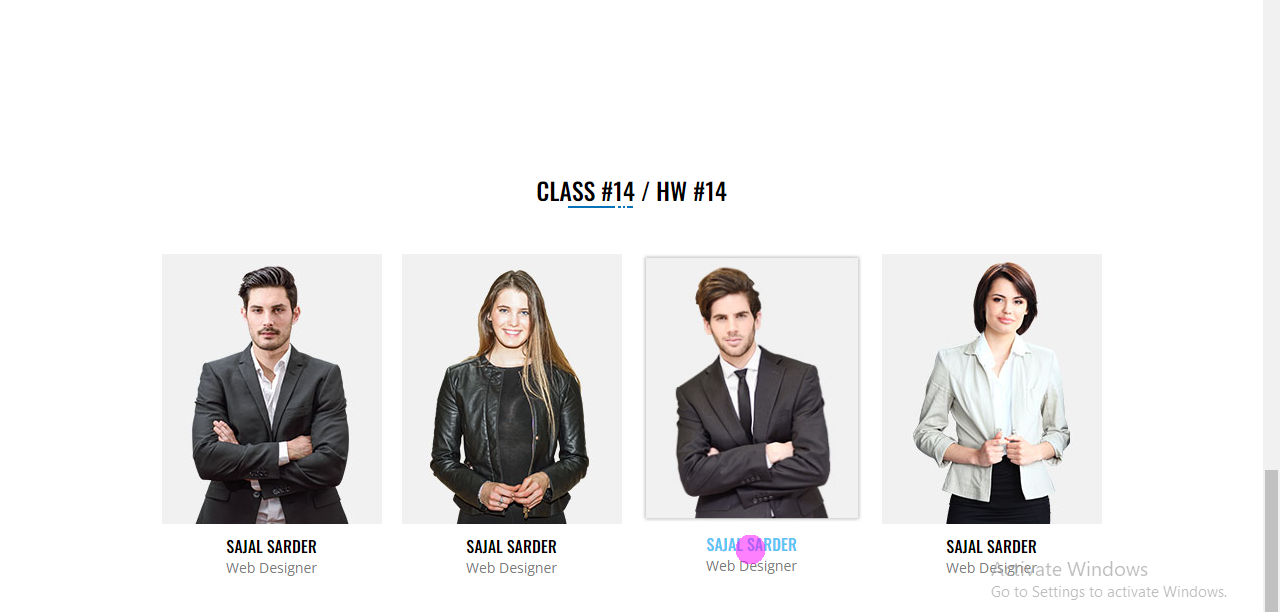 CLASS #14 / HW #14
SAJAL SARDER
Web Designer
SAJAL SARDER
Web Designer
SAJAL SARDER
Web Designer
SAJAL SARDER
Web Designer
Activate Windows
Go to Settings to activate Windows.